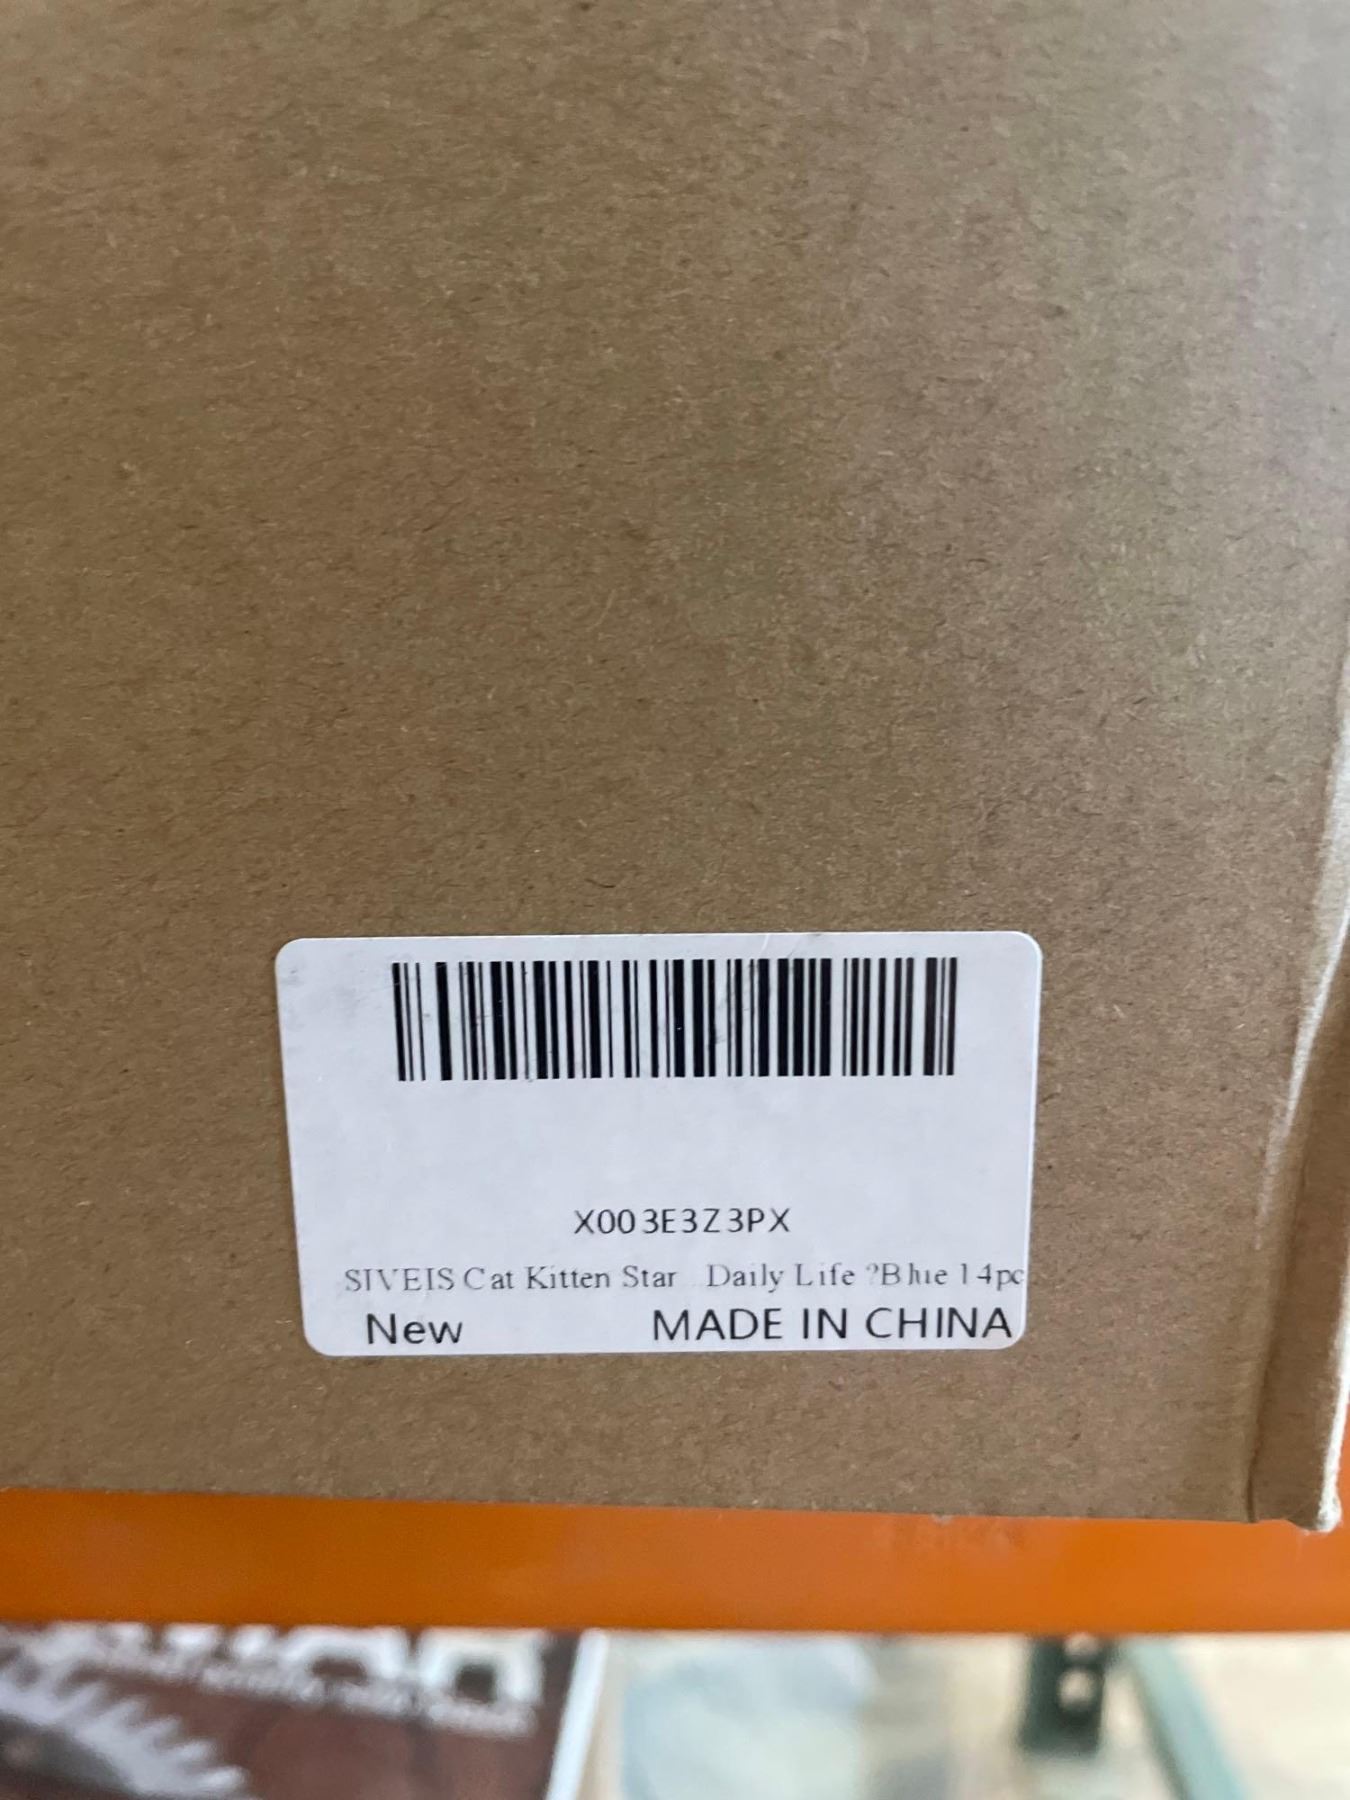 X003E3Z3PX
SIVEIS Cat Kitten Star...Daily Life ?Blue 14pc
New MADE IN CHINA